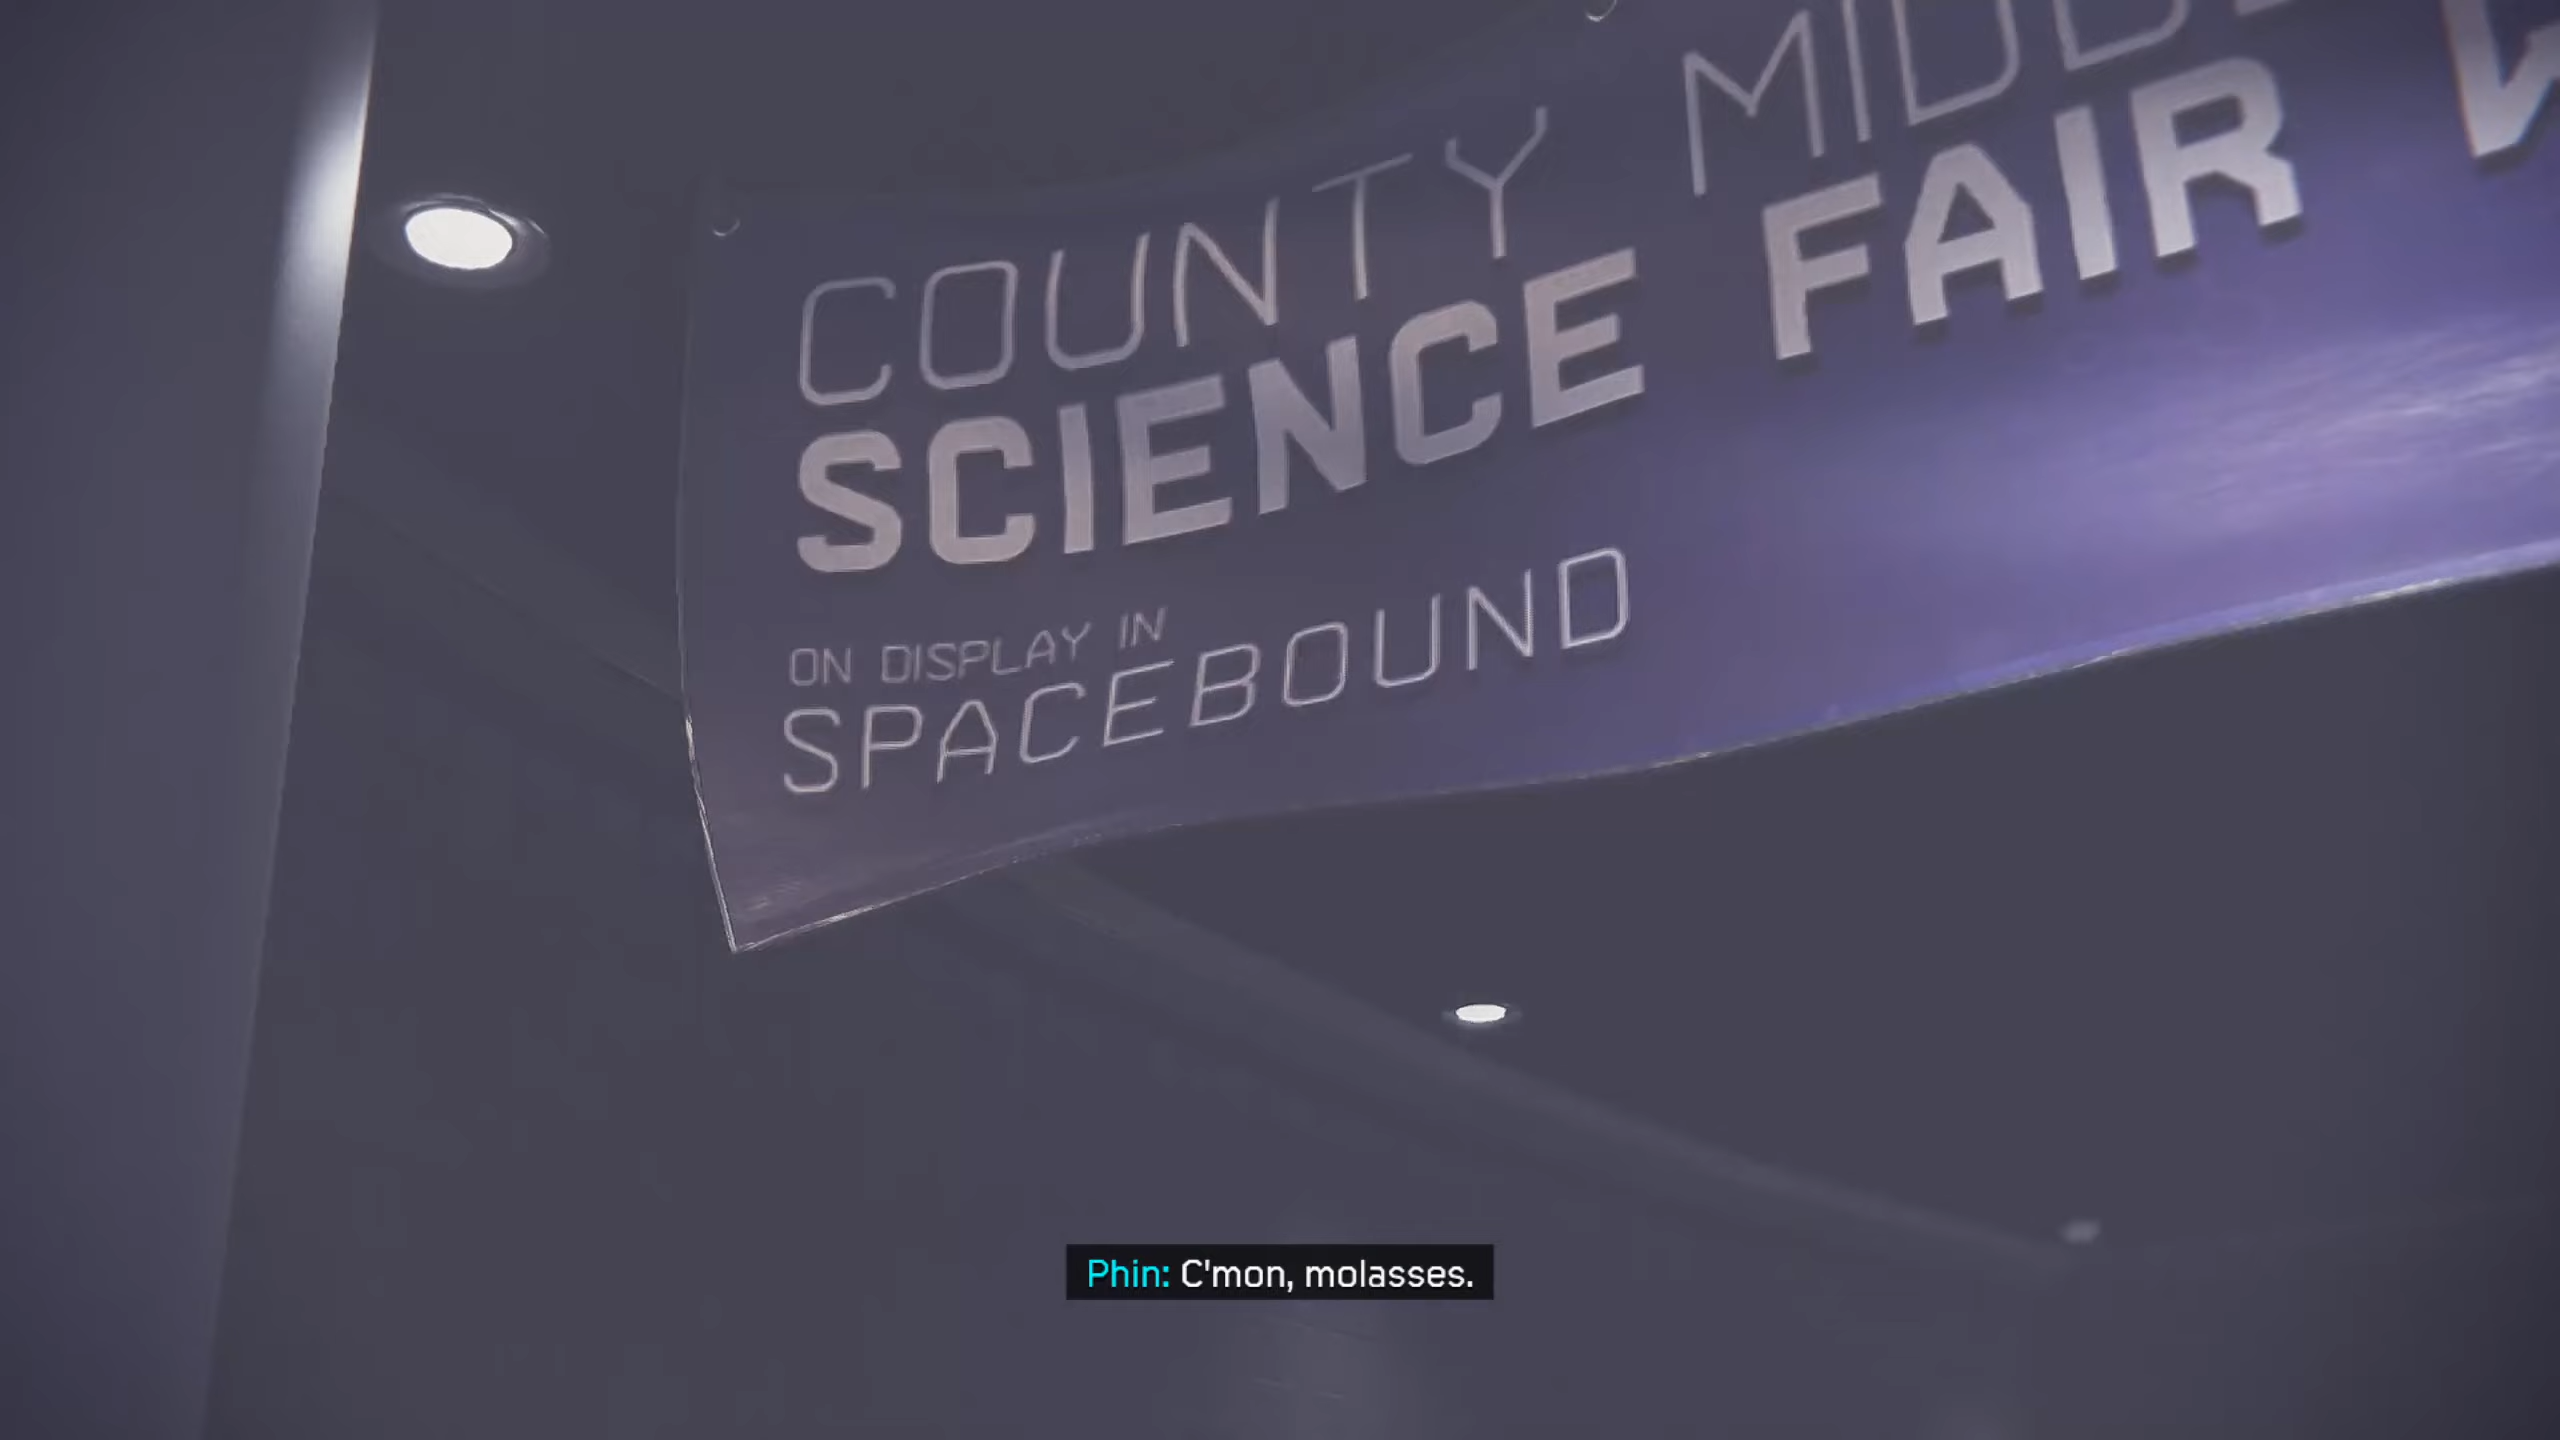 COUNTY
SCIENCE FAIR
ON DISPLAY IN
SPACEBOUND
Phin: C'mon, molasses.